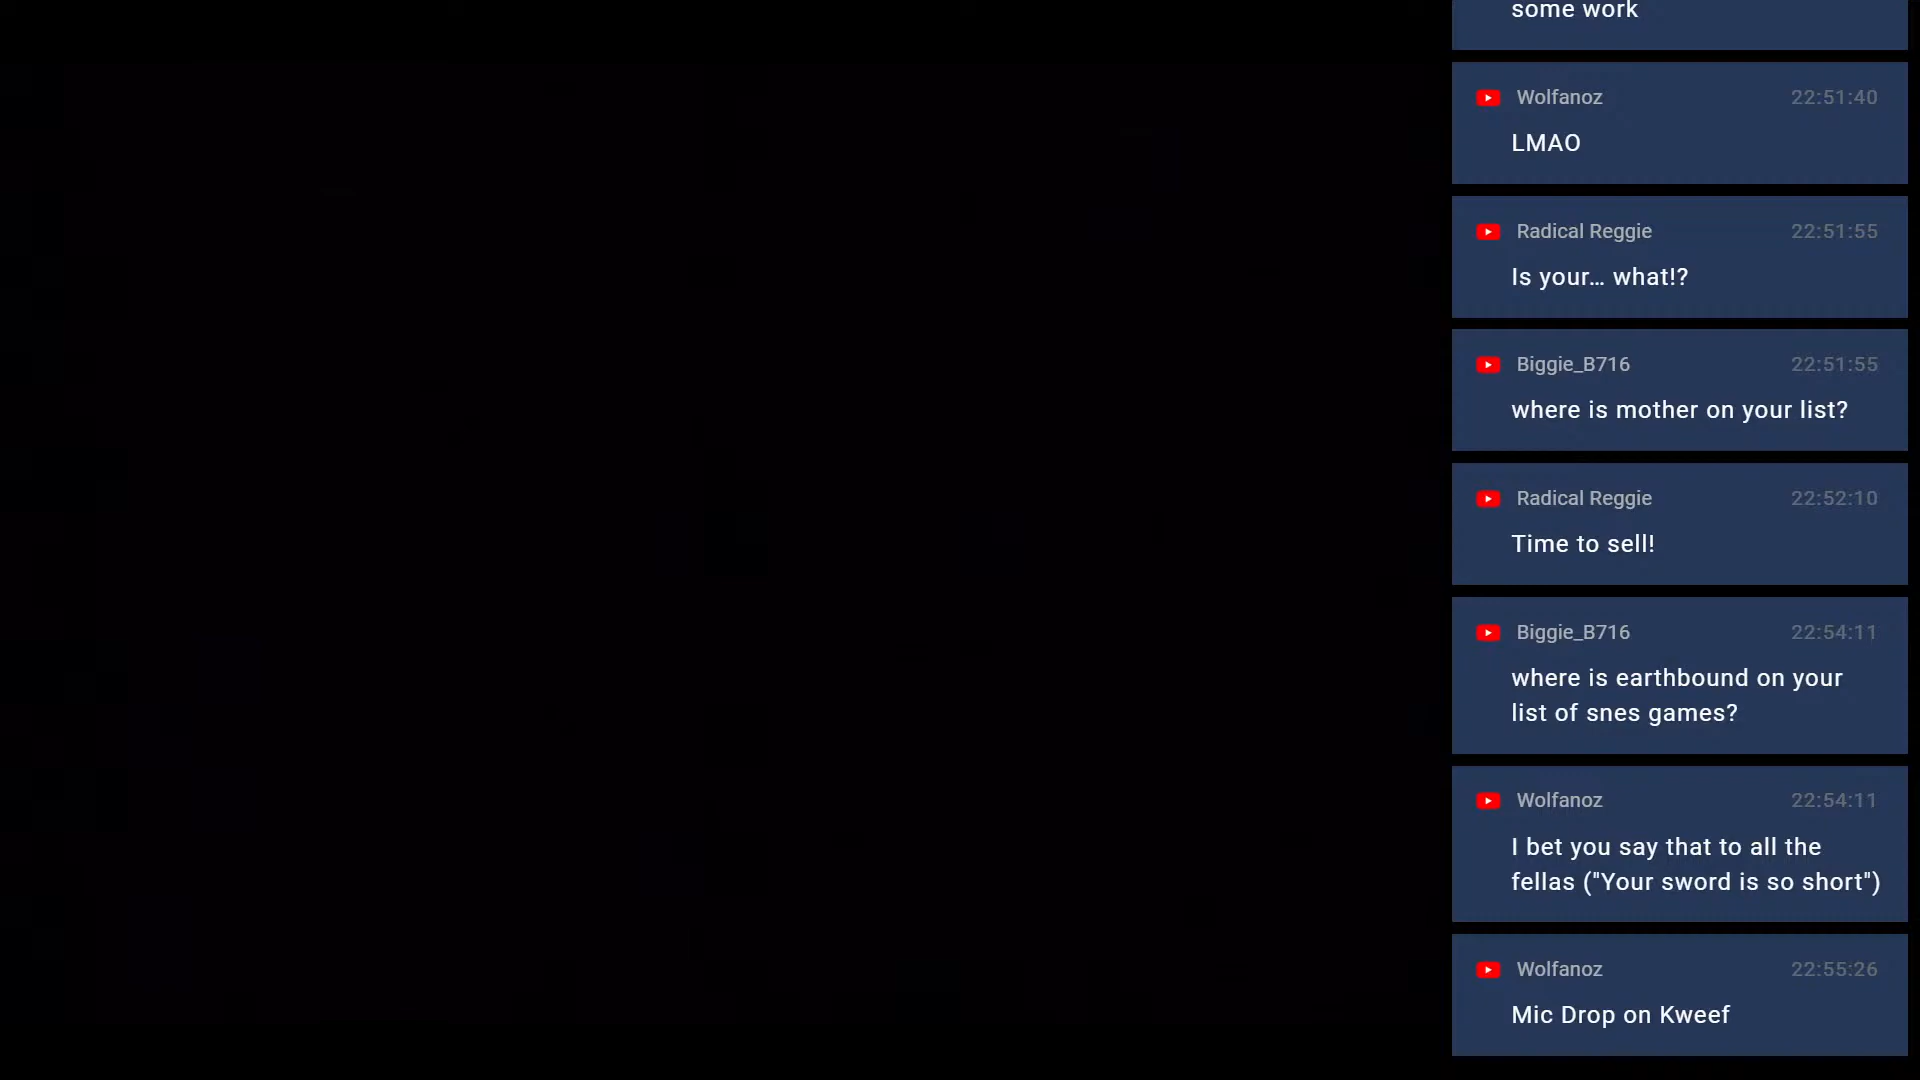 some work
Wolfanoz 22:51:40
LMAO
Radical Reggie 22:51:55
Is your… what!?
Biggie_B716 22:51:55
where is mother on your list?
Radical Reggie 22:52:10
Time to sell!
Biggie_B716 22:54:11
where is earthbound on your
list of snes games?
Wolfanoz 22:54:11
I bet you say that to all the
fellas ("Your sword is so short")
Wolfanoz 22:55:26
Mic Drop on Kweef